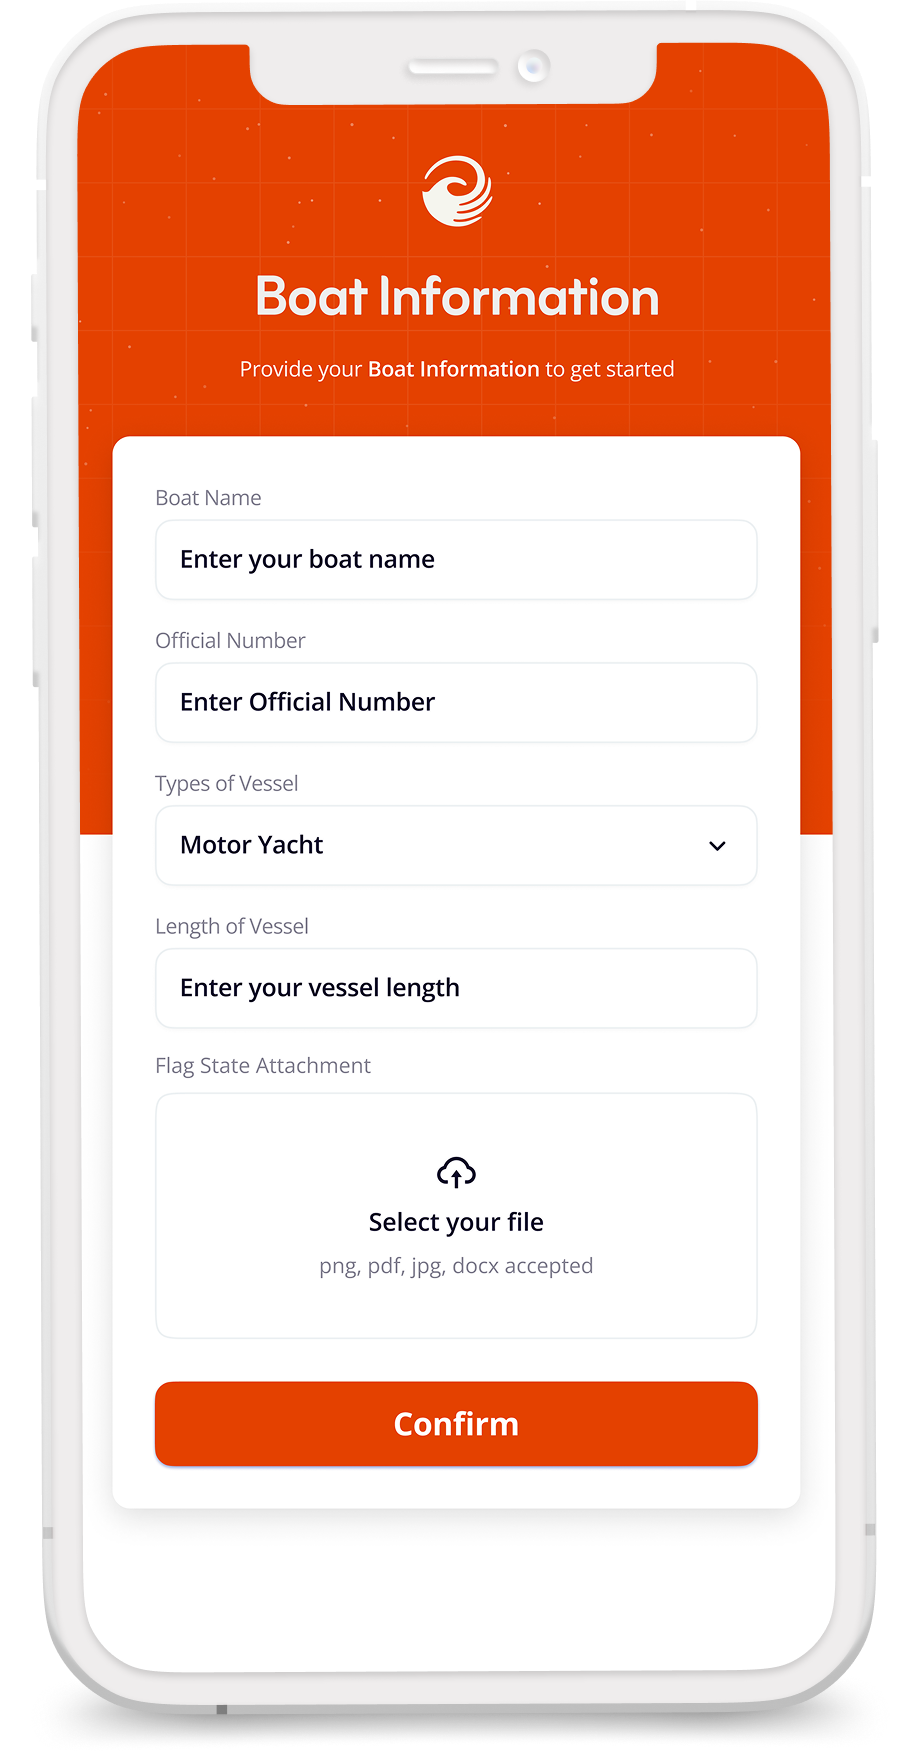 Boat Information
Provide your Boat Information to get started
Boat Name
Enter your boat name
Official Number
Enter Official Number
Types of Vessel
Motor Yacht
Length of Vessel
Enter your vessel length
Flag State Attachment
Select your file
png, pdf, jpg, docx accepted
Confirm